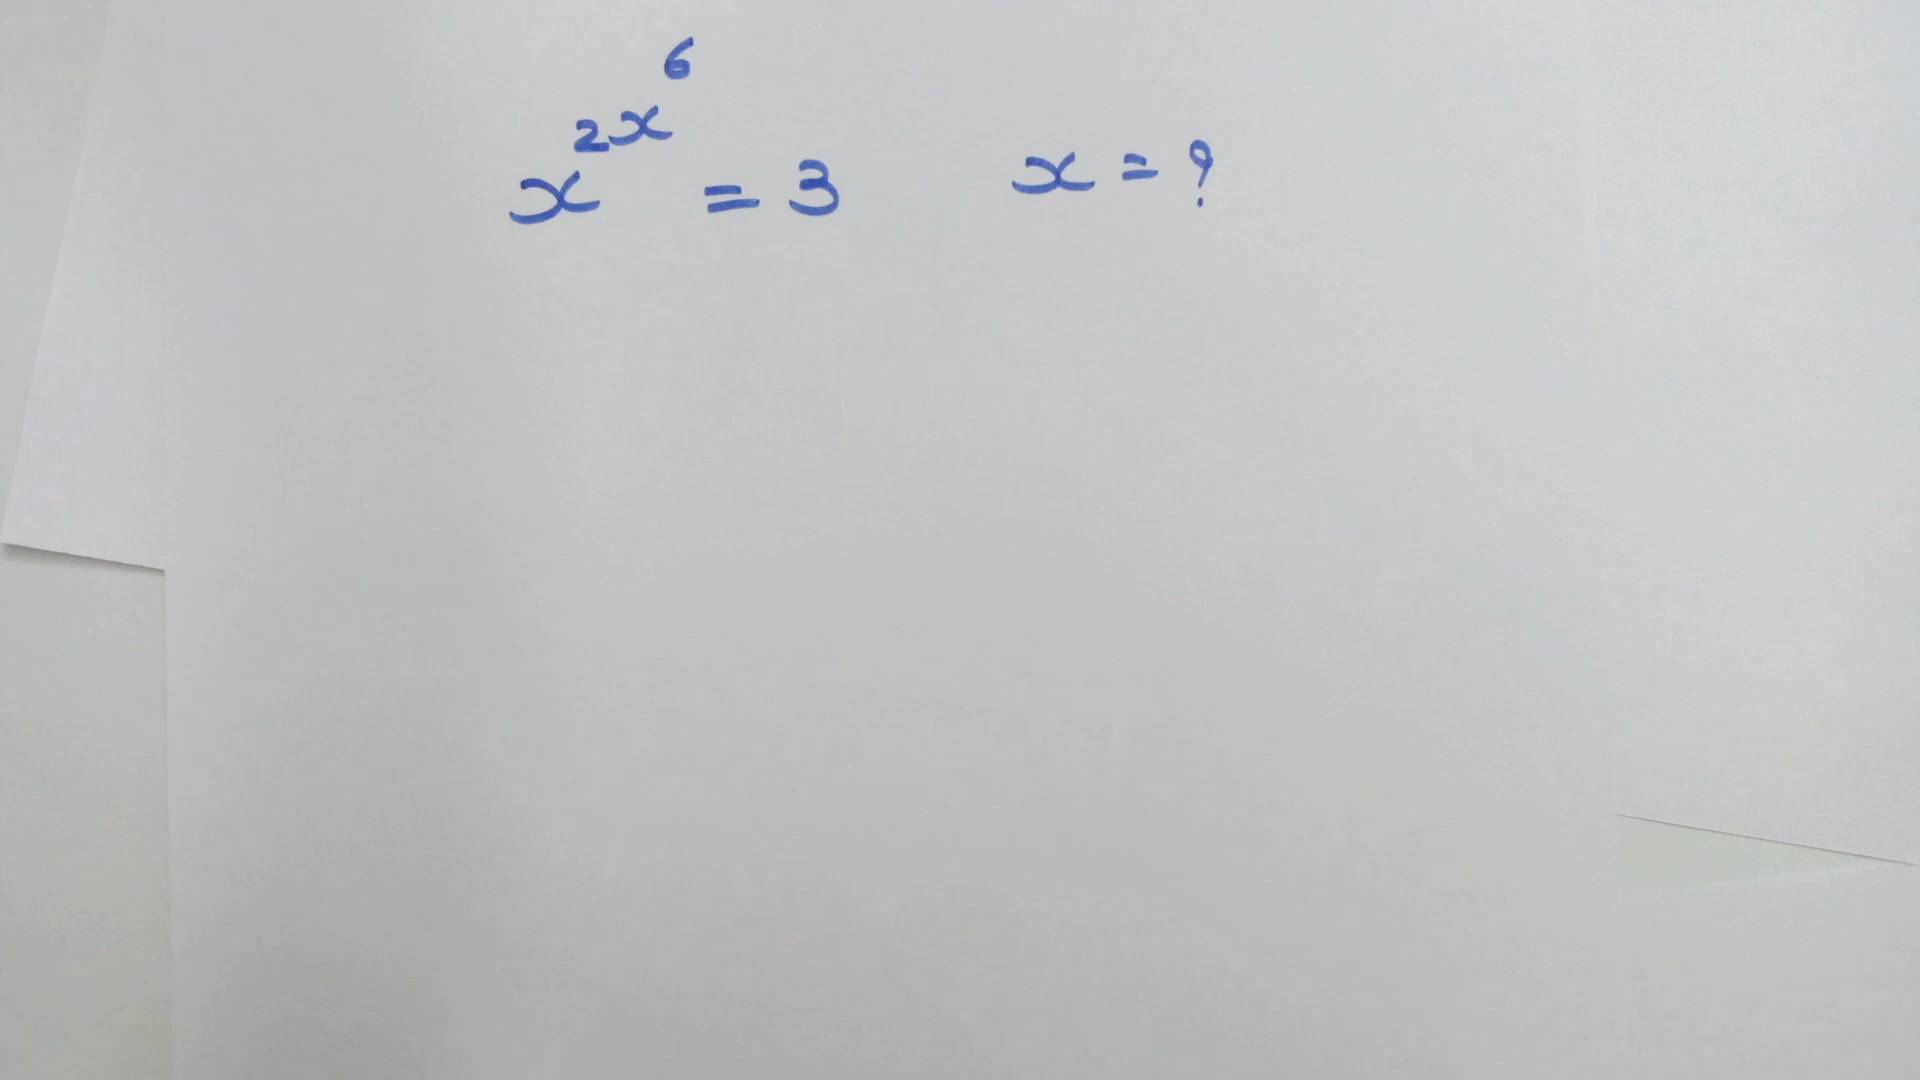 x^{2x^6} = 3 x = ?